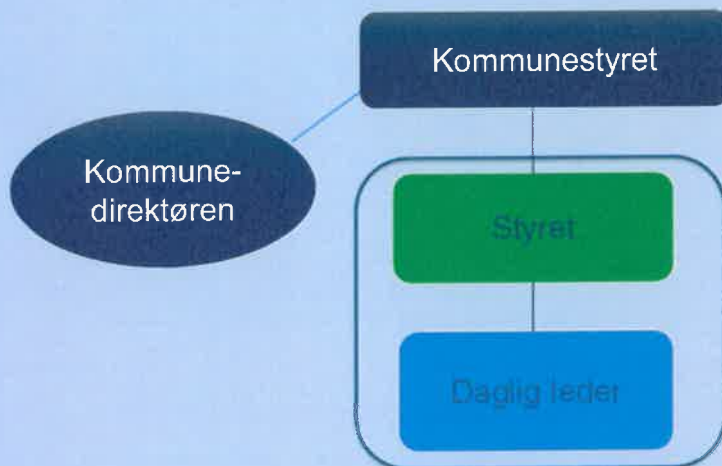 Kommunestyret
Kommune-
direktøren
Styret
Daglig leder